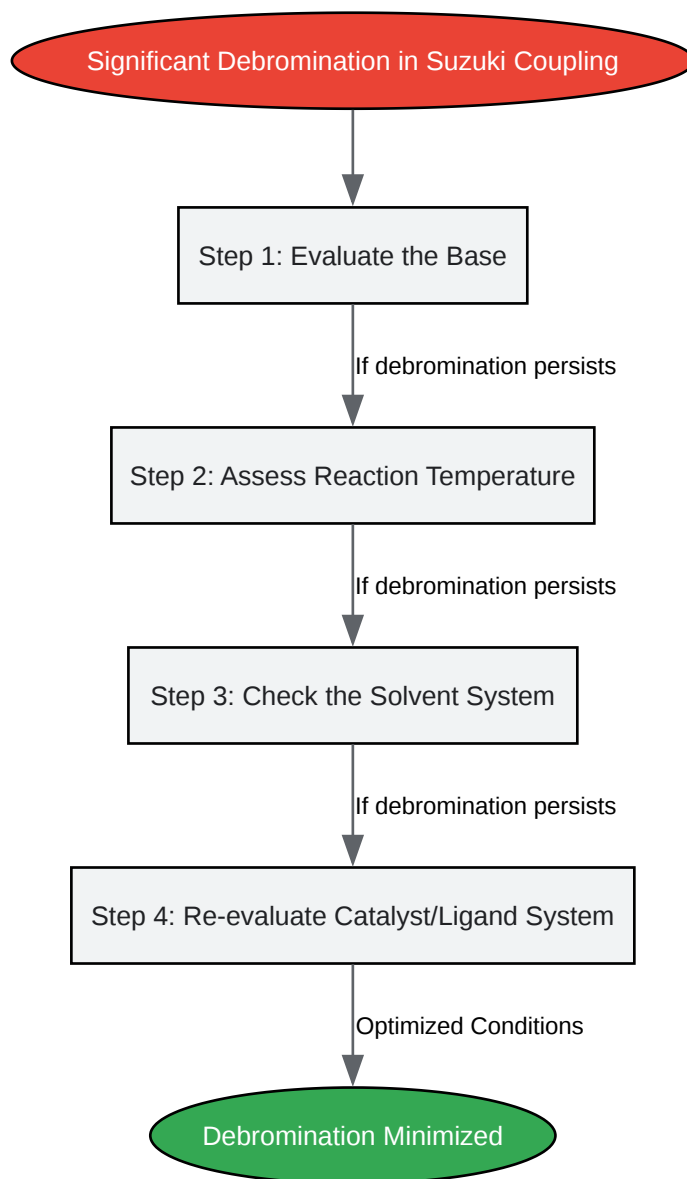 Significant Debromination in Suzuki Coupling
Step 1: Evaluate the Base
If debromination persists
Step 2: Assess Reaction Temperature
If debromination persists
Step 3: Check the Solvent System
If debromination persists
Step 4: Re-evaluate Catalyst/Ligand System
Optimized Conditions
Debromination Minimized